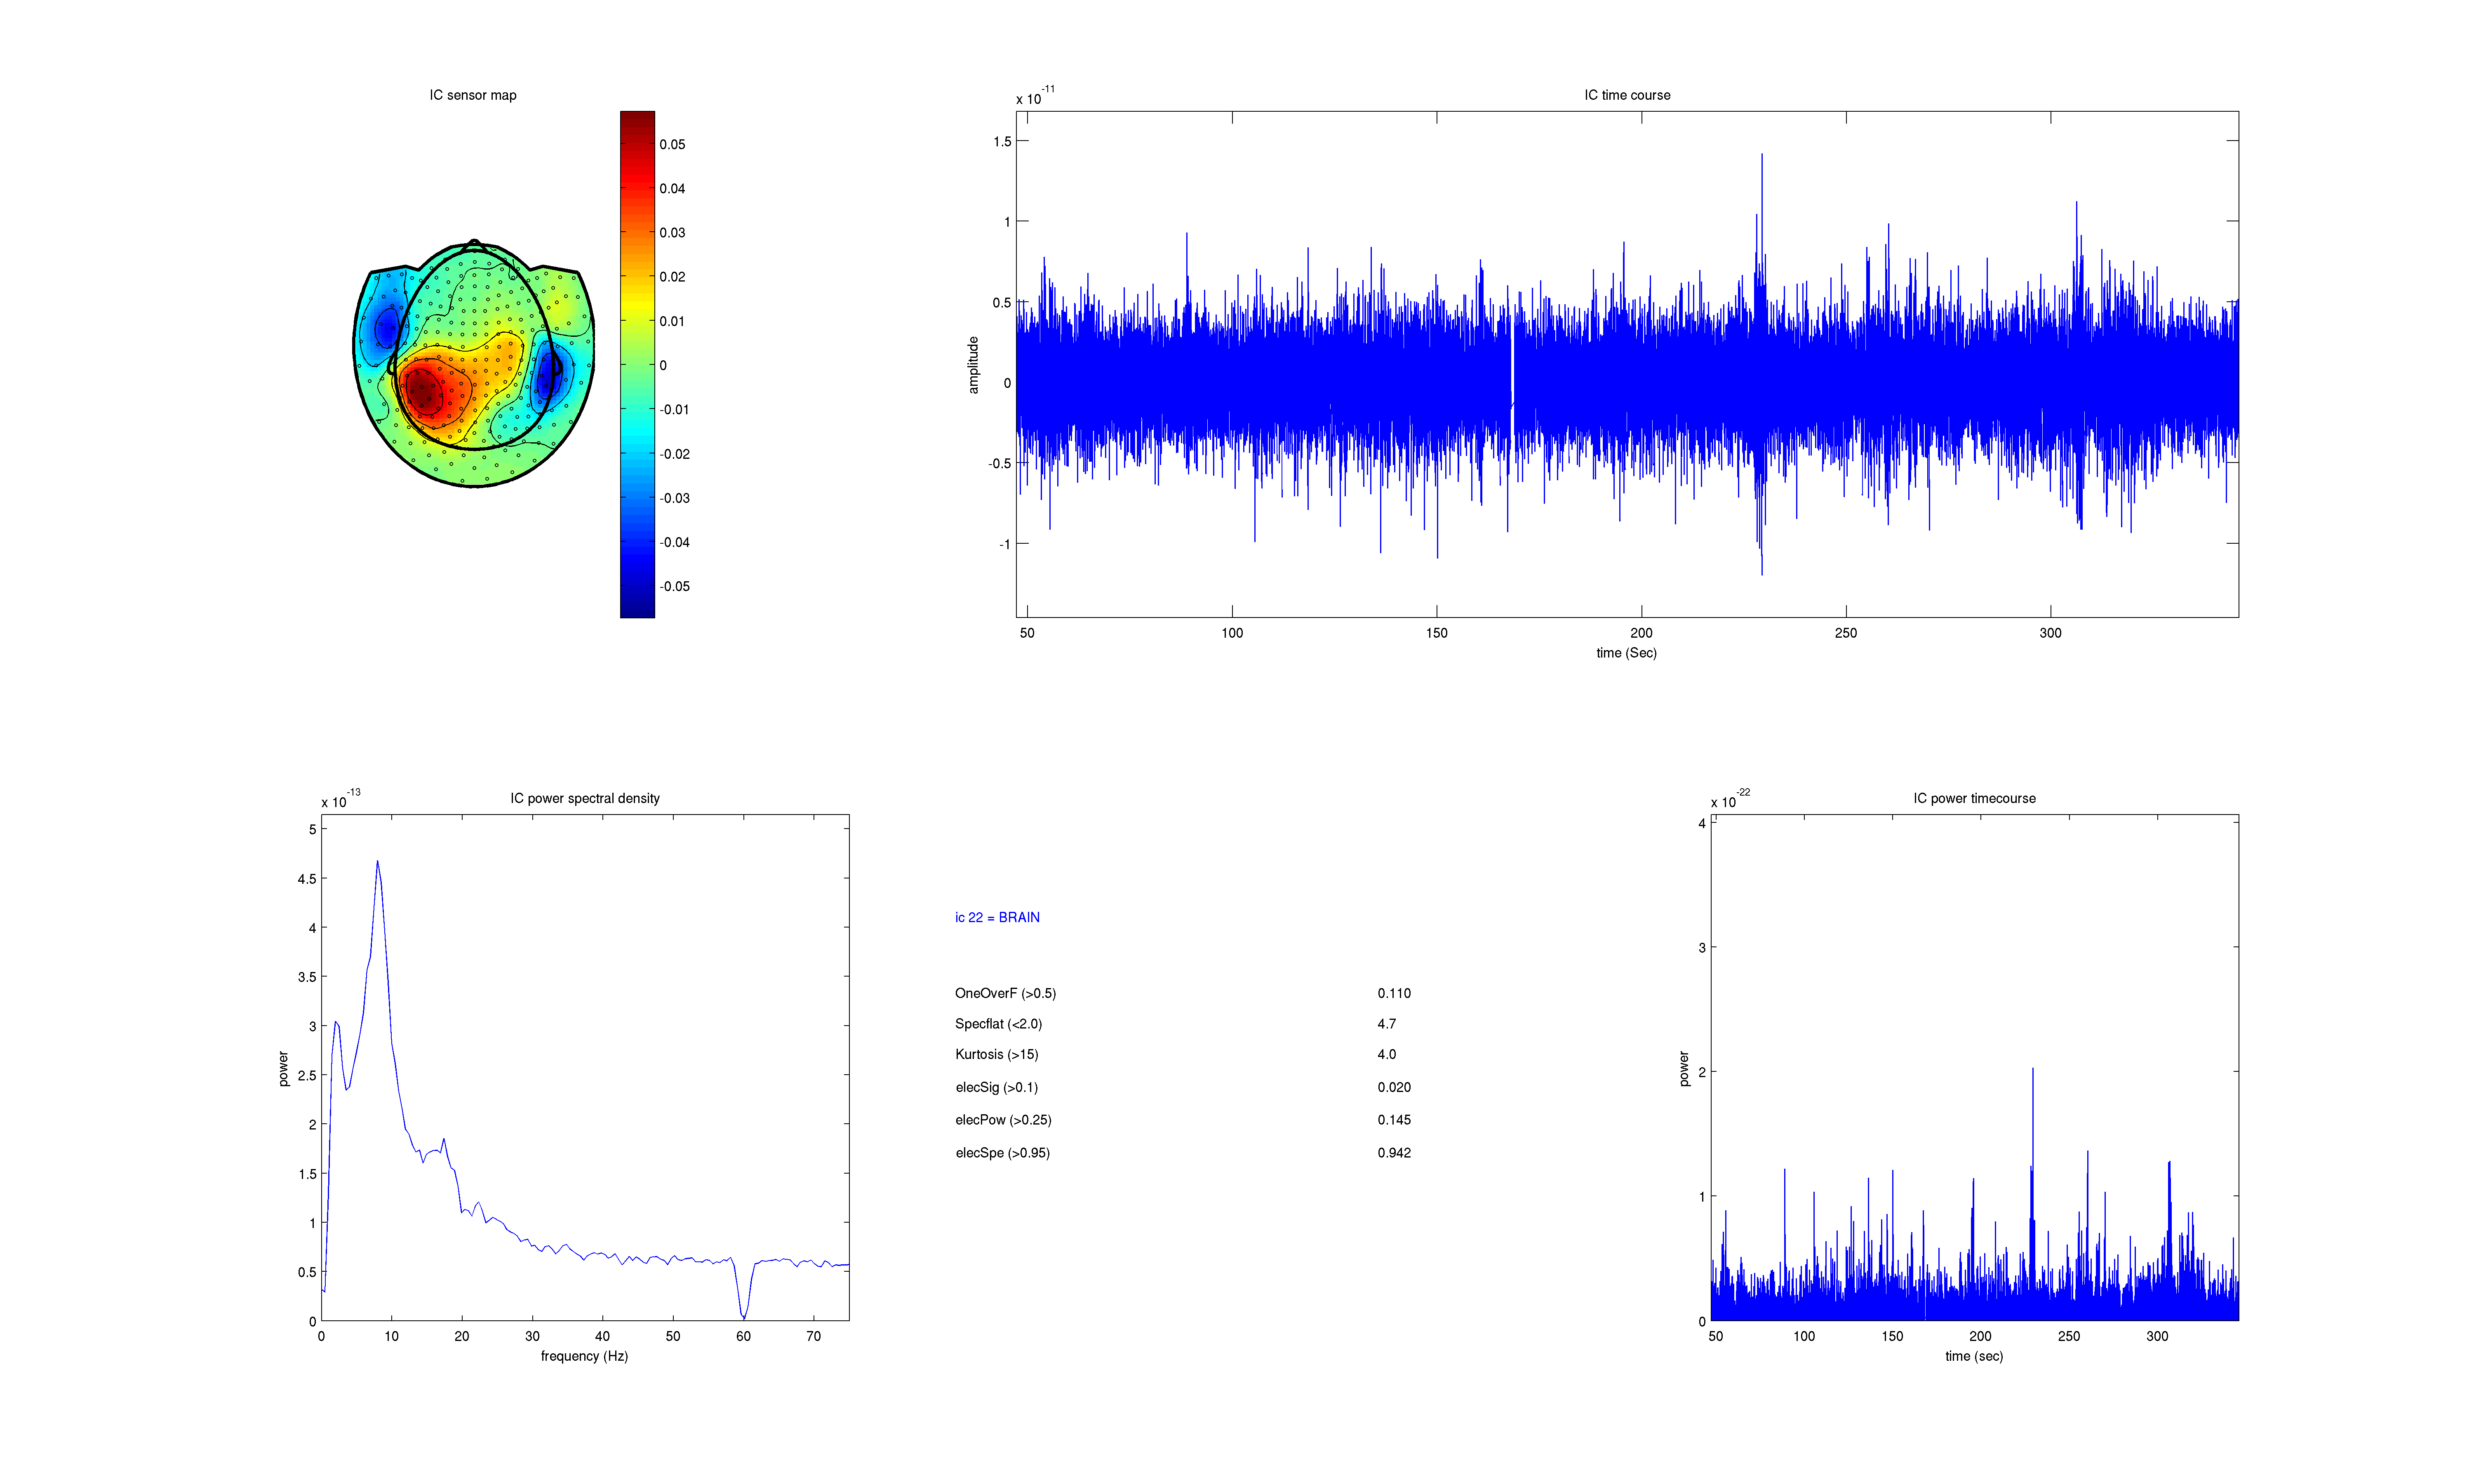 IC sensor map
0.05
0.04
0.03
0.02
0.01
0
-0.01
-0.02
-0.03
-0.04
-0.05
IC time course
x 10^-11
1.5
1
0.5
0
-0.5
-1
amplitude
50 100 150 200 250 300
time (Sec)
IC power spectral density
x 10^-13
5
4.5
4
3.5
3
2.5
2
1.5
1
0.5
0
power
0 10 20 30 40 50 60 70
frequency (Hz)
ic 22 = BRAIN
OneOverF (>0.5) 0.110
Specflat (<2.0) 4.7
Kurtosis (>15) 4.0
elecSig (>0.1) 0.020
elecPow (>0.25) 0.145
elecSpe (>0.95) 0.942
IC power timecourse
x 10^-22
4
3
2
1
0
power
50 100 150 200 250 300
time (sec)